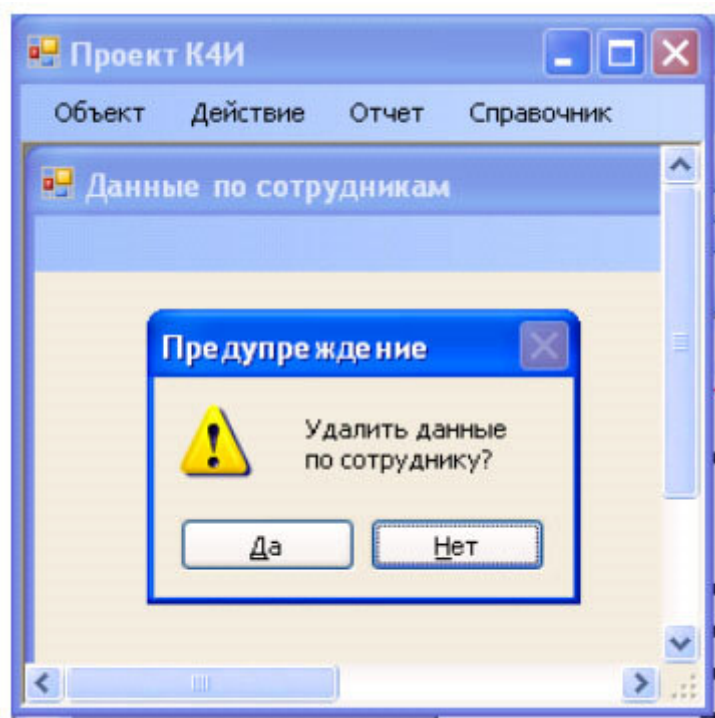 Проект К4И
Объект Действие Отчет Справочник
Данные по сотрудникам
Предупреждение
Удалить данные
по сотруднику?
Да Нет